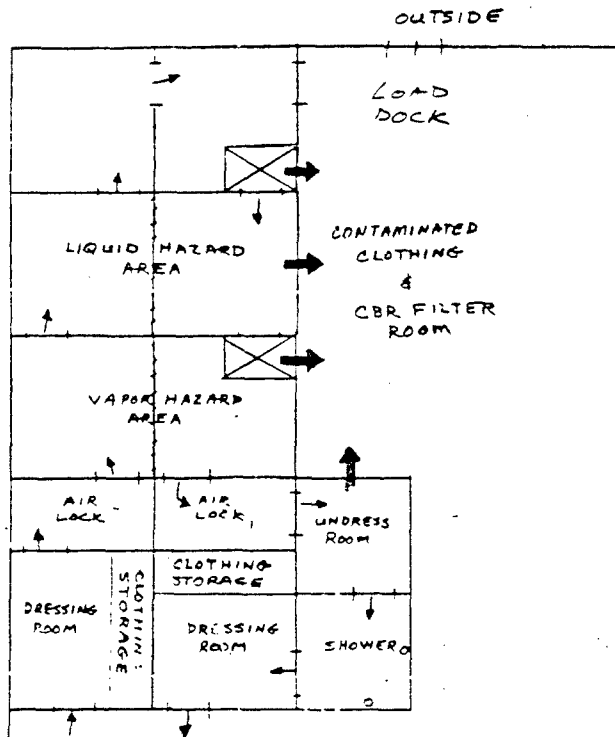 OUTSIDE
LOAD
DOCK
LIQUID HAZARD
AREA
CONTAMINATED
CLOTHING
&
CBR FILTER
ROOM
VAPOR HAZARD
AREA
AIR
LOCK
AIR
LOCK
UNDRESS
ROOM
CLOTHING
STORAGE
CLOTHING
STORAGE
DRESSING
ROOM
DRESSING
ROOM
SHOWER